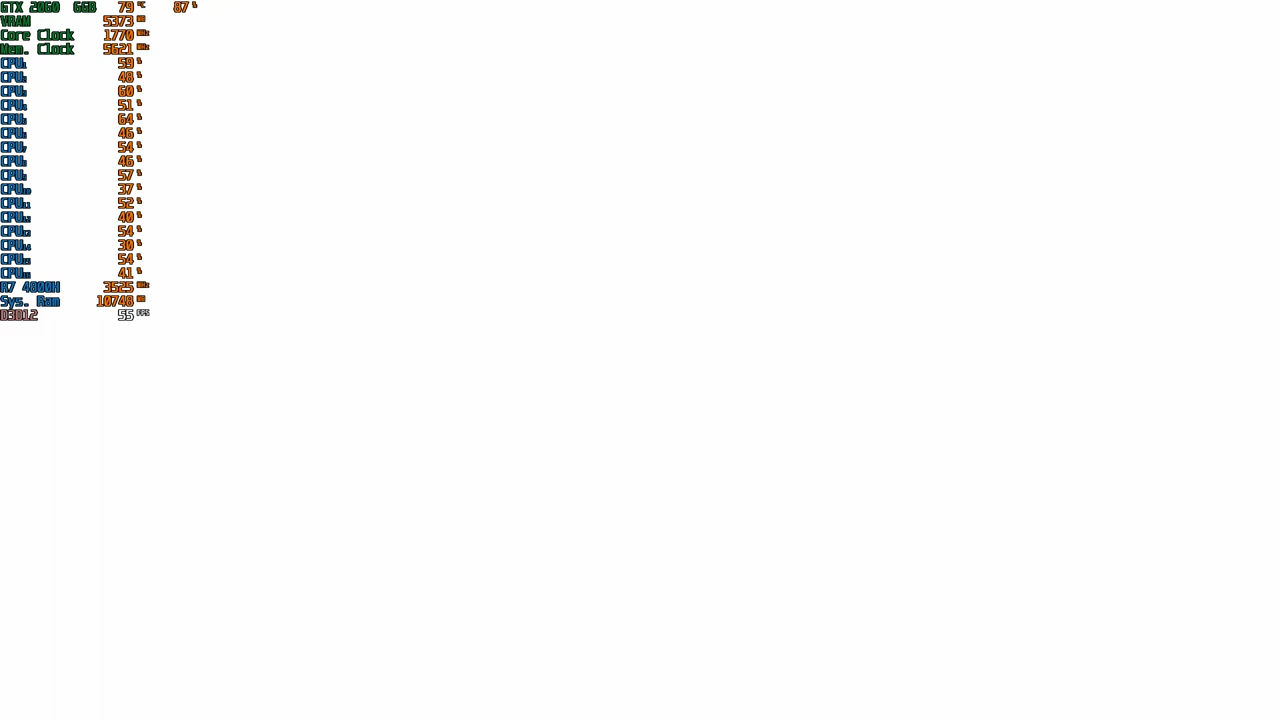 GTX 2060 6GB 79 °C 87 %
VRAM 5373 MB
Core Clock 1770 MHz
Mem. Clock 5621 MHz
CPU1 59 %
CPU2 48 %
CPU3 60 %
CPU4 51 %
CPU5 64 %
CPU6 46 %
CPU7 54 %
CPU8 46 %
CPU9 57 %
CPU10 37 %
CPU11 52 %
CPU12 40 %
CPU13 54 %
CPU14 30 %
CPU15 54 %
CPU16 41 %
R7 4800H 3525 MHz
Sys. Ram 10748 MB
D3D12 55 FPS